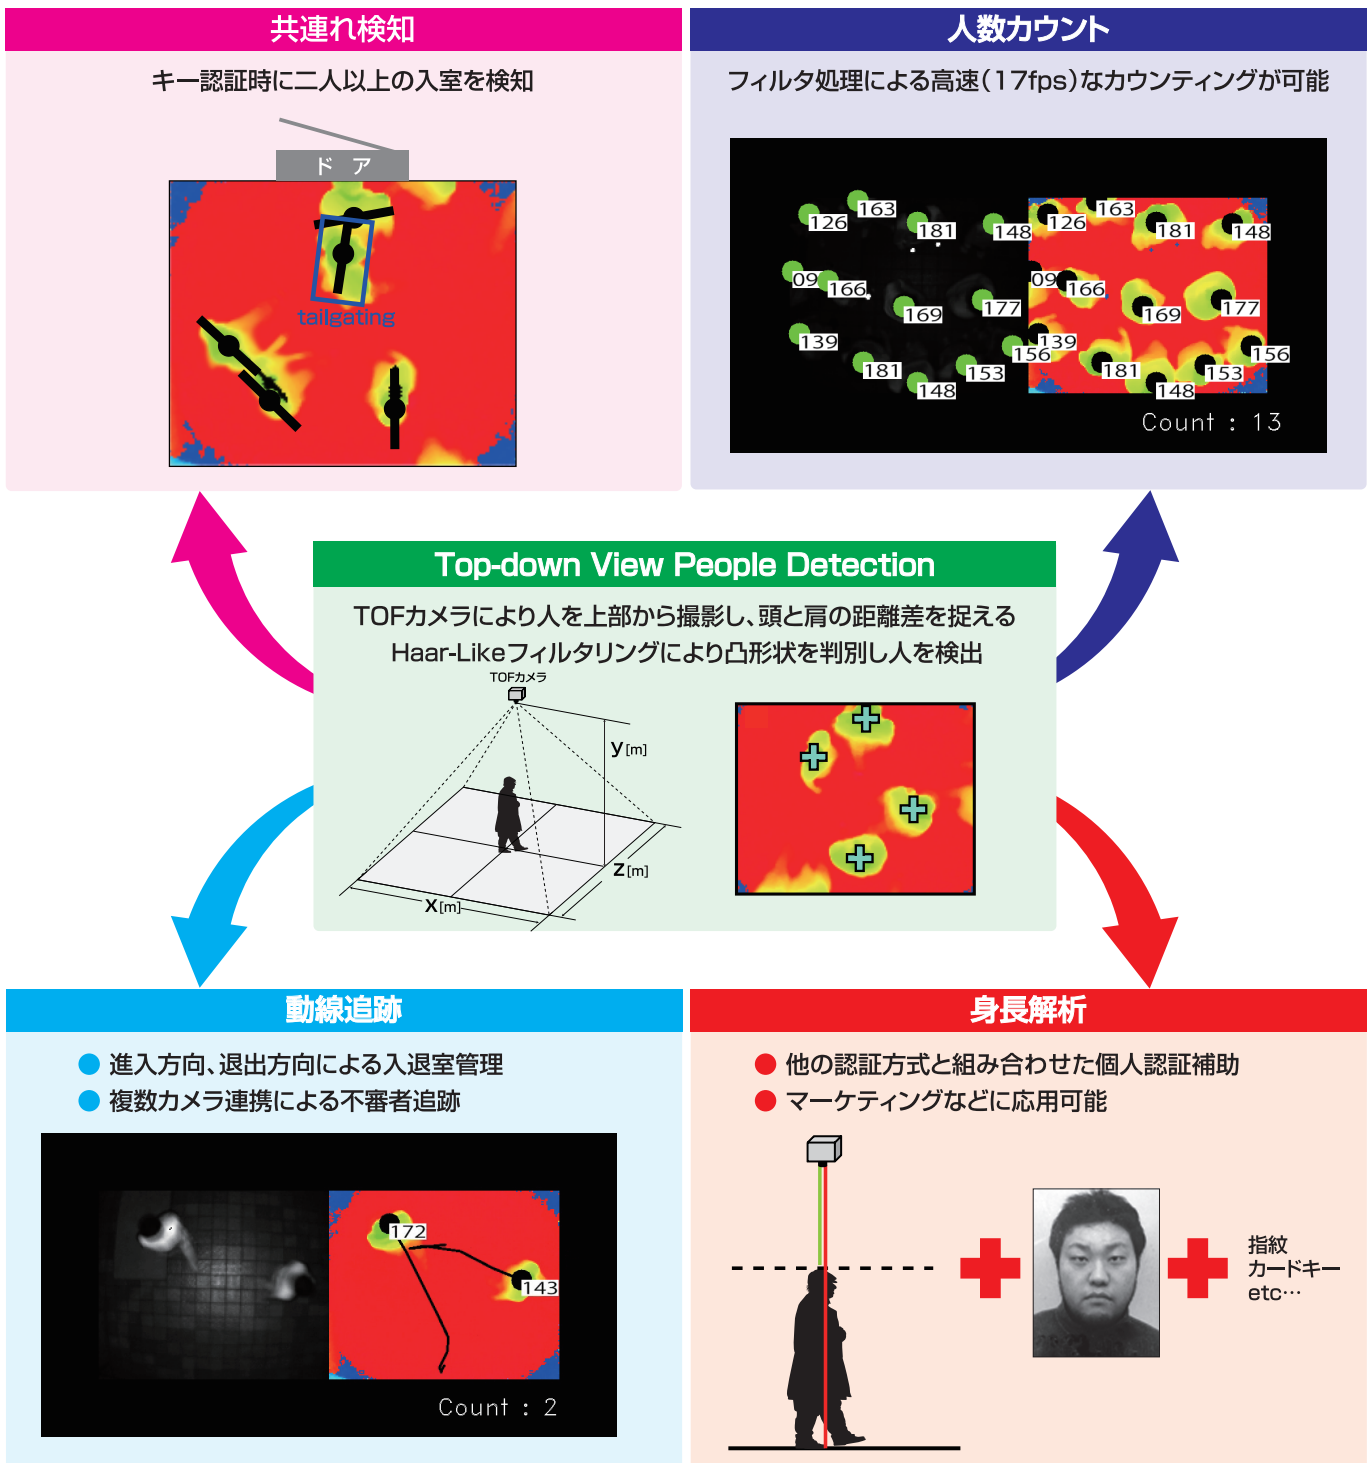 共連れ検知
キー認証時に二人以上の入室を検知
ド ア
tailgating
人数カウント
フィルタ処理による高速(17fps)なカウンティングが可能
126
163
181
148
126
163
181
148
09
166
169
177
09
166
169
177
139
181
148
153
156
139
181
148
153
156
Count : 13
Top-down View People Detection
TOFカメラにより人を上部から撮影し、頭と肩の距離差を捉える
Haar-Likeフィルタリングにより凸形状を判別し人を検出
TOFカメラ
y[m]
z[m]
x[m]
動線追跡
● 進入方向、退出方向による入退室管理
● 複数カメラ連携による不審者追跡
172
143
Count : 2
身長解析
● 他の認証方式と組み合わせた個人認証補助
● マーケティングなどに応用可能
指紋
カードキー
etc…